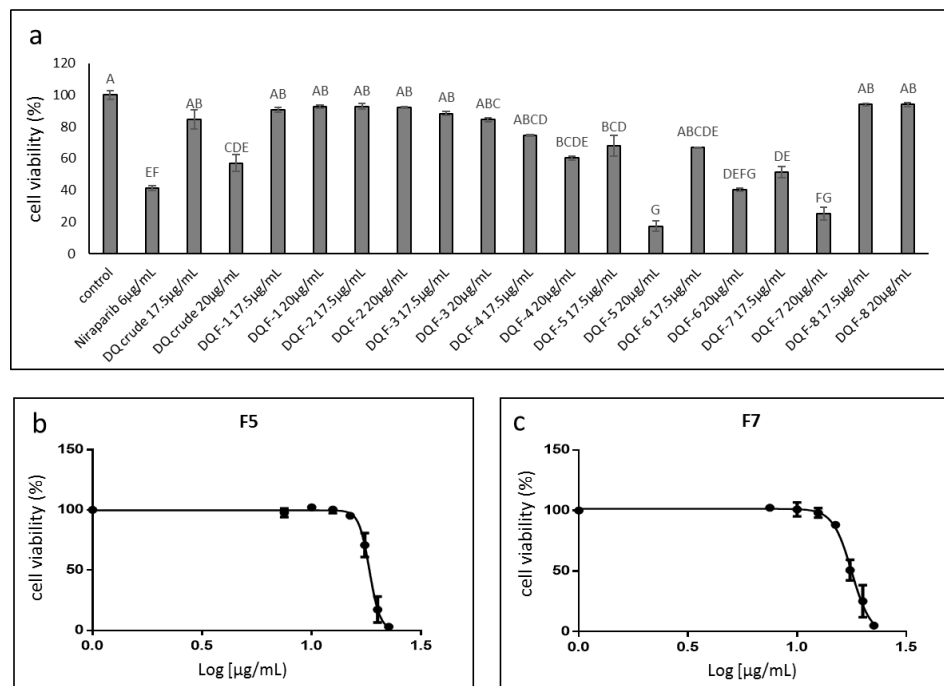 a
120
100
80
60
40
20
0
cell viability (%)
A
EF
AB
CDE
AB
AB
AB
AB
AB
ABC
ABCD
BCDE
BCD
G
ABCDE
DEFG
DE
FG
AB
AB
control
Niraparib 6µg/mL
DQ crude 17.5µg/mL
DQ crude 20µg/mL
DQ F-1 17.5µg/mL
DQ F-1 20µg/mL
DQ F-2 17.5µg/mL
DQ F-2 20µg/mL
DQ F-3 17.5µg/mL
DQ F-3 20µg/mL
DQ F-4 17.5µg/mL
DQ F-4 20µg/mL
DQ F-5 17.5µg/mL
DQ F-5 20µg/mL
DQ F-6 17.5µg/mL
DQ F-6 20µg/mL
DQ F-7 17.5µg/mL
DQ F-7 20µg/mL
DQ F-8 17.5µg/mL
DQ F-8 20µg/mL
b
F5
150
100
50
0
cell viability (%)
0.0 0.5 1.0 1.5
Log [µg/mL]
c
F7
150
100
50
0
cell viability (%)
0.0 0.5 1.0 1.5
Log [µg/mL]